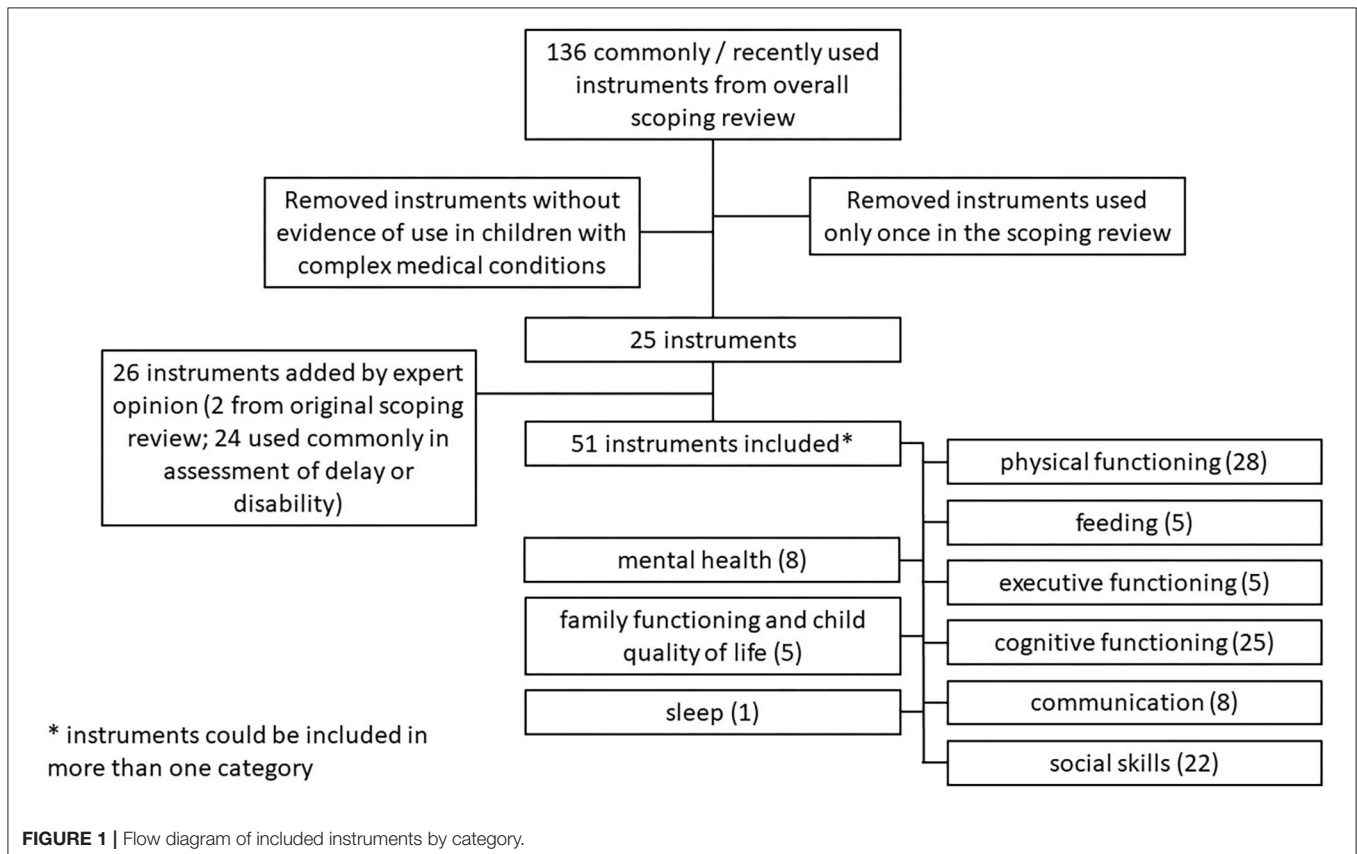 136 commonly / recently used
instruments from overall
scoping review
Removed instruments without
evidence of use in children with
complex medical conditions
Removed instruments used
only once in the scoping review
25 instruments
26 instruments added by expert
opinion (2 from original scoping
review; 24 used commonly in
assessment of delay or
disability)
51 instruments included*
physical functioning (28)
feeding (5)
mental health (8)
executive functioning (5)
family functioning and child
quality of life (5)
cognitive functioning (25)
sleep (1)
communication (8)
social skills (22)
* instruments could be included in
more than one category
FIGURE 1 | Flow diagram of included instruments by category.